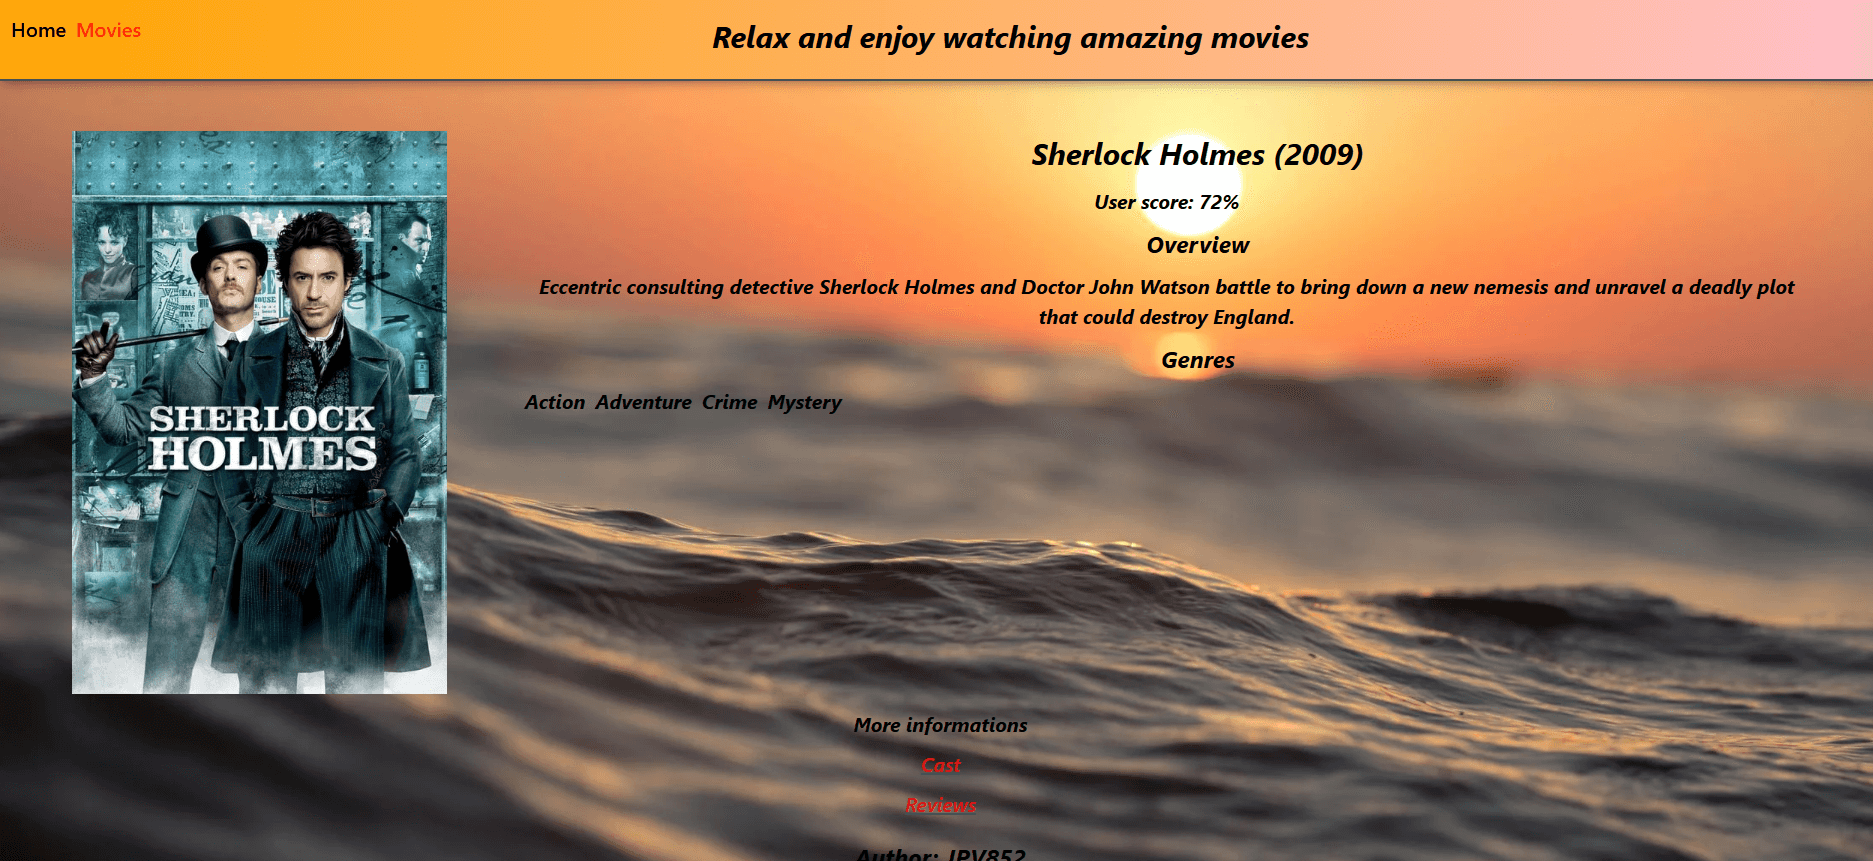 Home Movies
Relax and enjoy watching amazing movies
SHERLOCK
HOLMES
Sherlock Holmes (2009)
User score: 72%
Overview
Eccentric consulting detective Sherlock Holmes and Doctor John Watson battle to bring down a new nemesis and unravel a deadly plot
that could destroy England.
Genres
Action Adventure Crime Mystery
More informations
Cast
Reviews
Author: JPV852